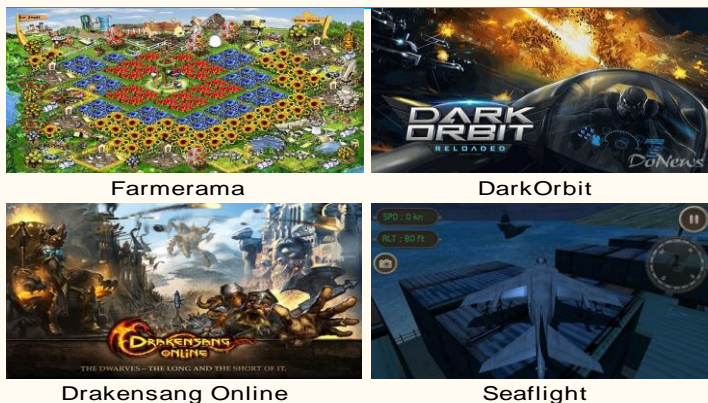 DARK
ORBIT
RELOADED
DoNews
Farmerama
DarkOrbit
DRAKENSANG
ONLINE
THE DWARVES – THE LONG AND THE SHORT OF IT.
SPD : 0 kn
ALT : 80 ft
Drakensang Online
Seaflight